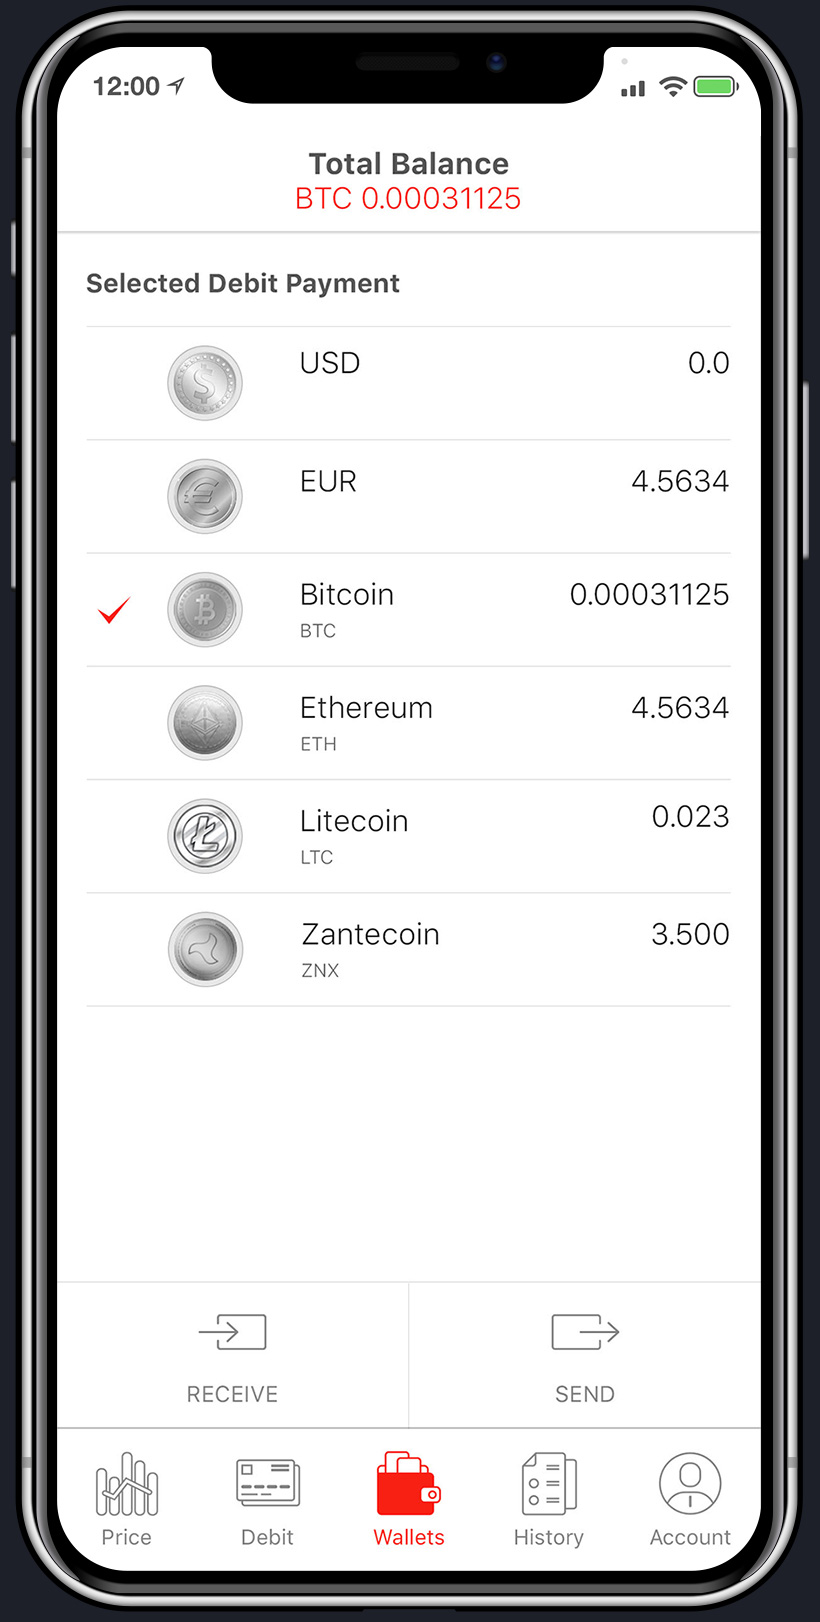 12:00
Total Balance
BTC 0.00031125
Selected Debit Payment
USD 0.0
EUR 4.5634
Bitcoin 0.00031125
BTC
Ethereum 4.5634
ETH
Litecoin 0.023
LTC
Zantecoin 3.500
ZNX
RECEIVE SEND
Price Debit Wallets History Account